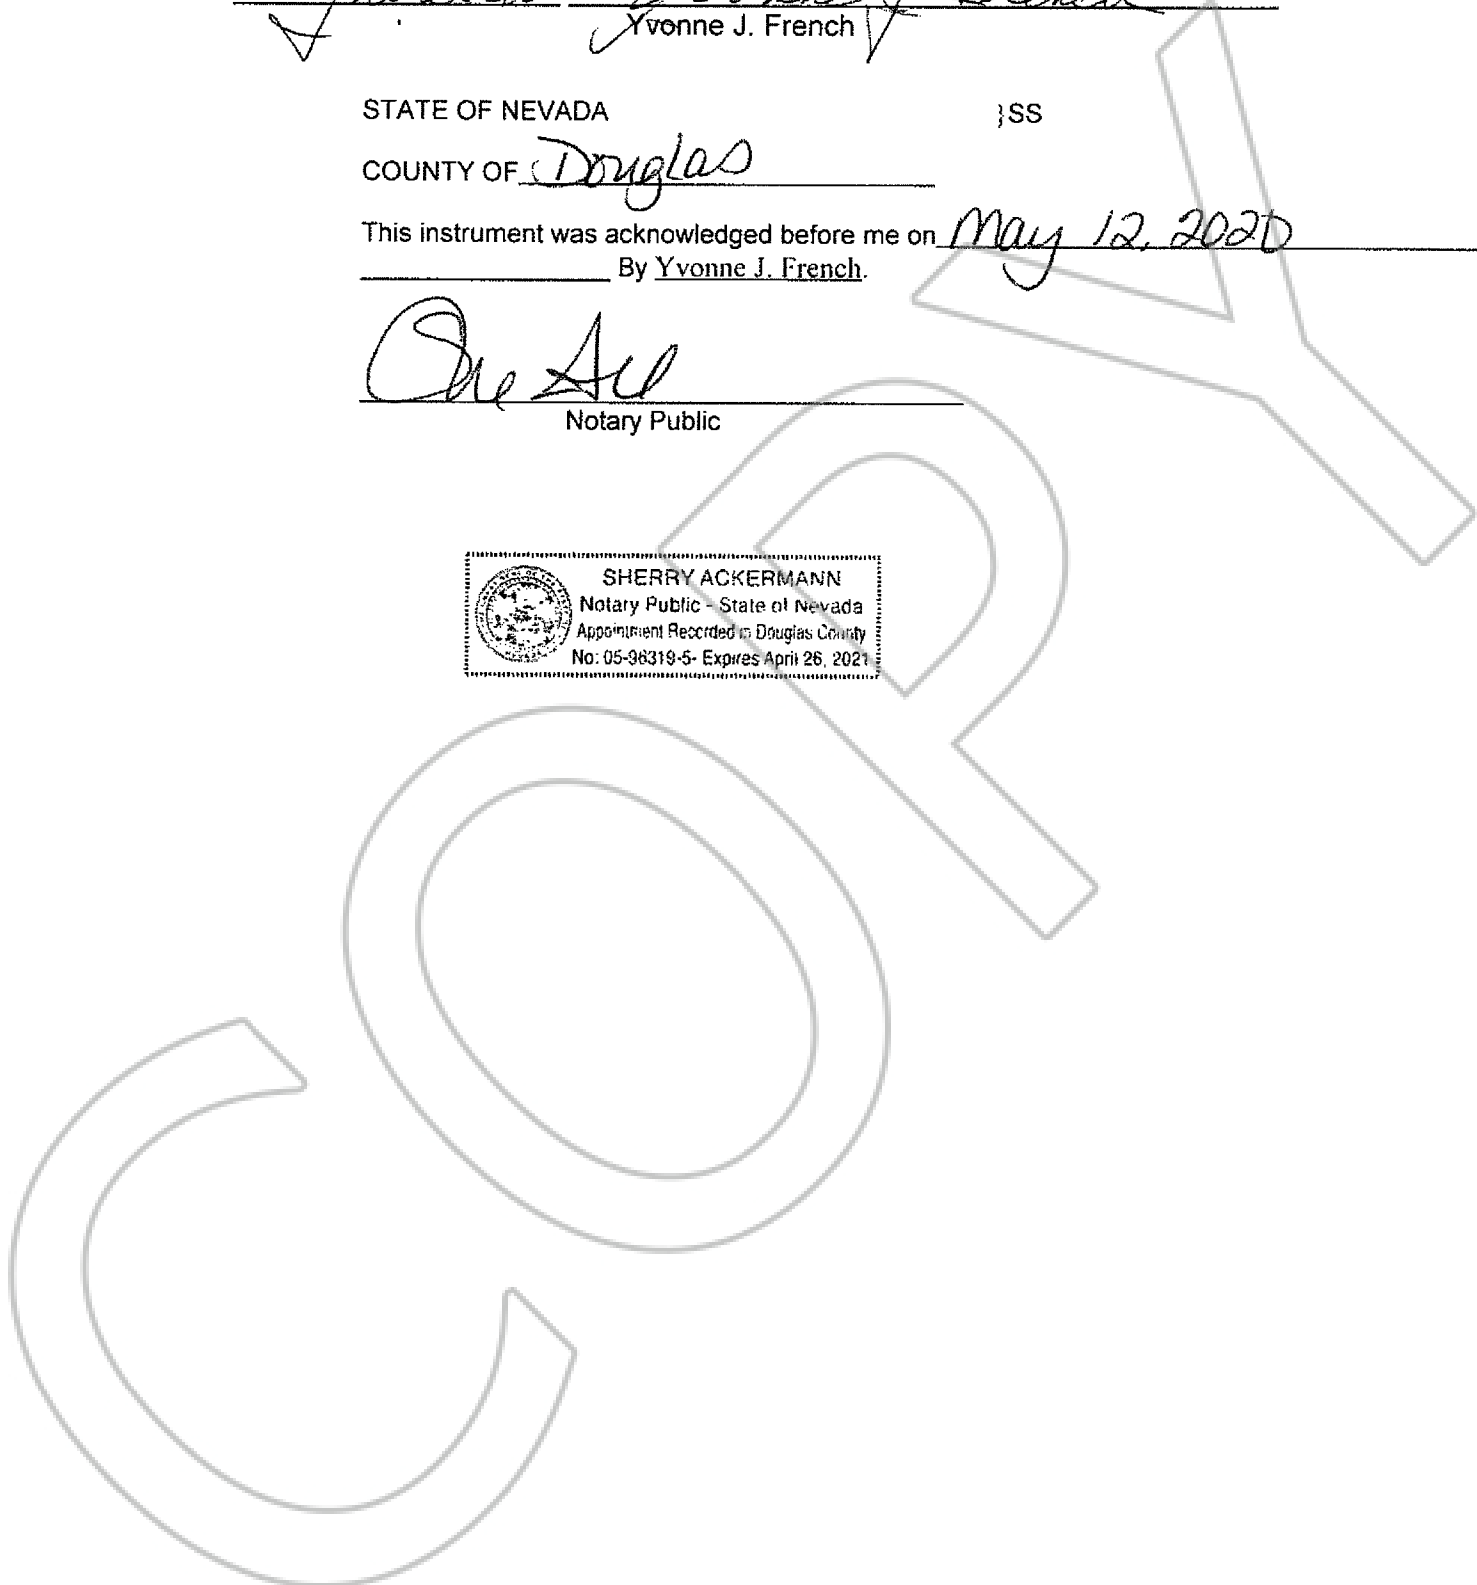 Yvonne J. French
STATE OF NEVADA }SS
COUNTY OF Douglas
This instrument was acknowledged before me on May 12, 2020
By Yvonne J. French.
Notary Public
SHERRY ACKERMANN
Notary Public - State of Nevada
Appointment Recorded in Douglas County
No: 05-96319-5- Expires April 26, 2021
COPY